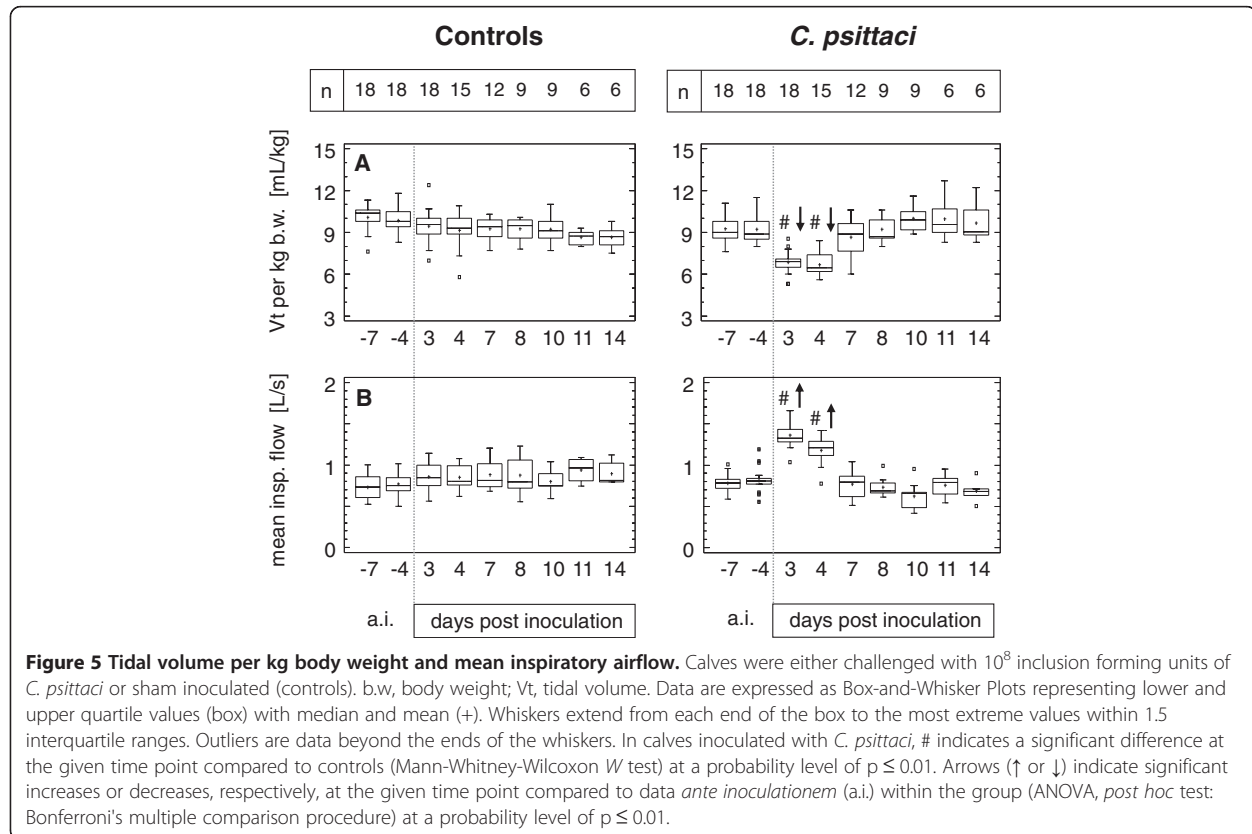 Controls C. psittaci
n 18 18 18 15 12 9 9 6 6 18 18 18 15 12 9 9 6 6
Vt per kg b.w. [mL/kg]
15
12
9
6
3
A
# ↓ # ↓
-7 -4 3 4 7 8 10 11 14 -7 -4 3 4 7 8 10 11 14
mean insp. flow [L/s]
2
1
0
B
# ↑ # ↑
-7 -4 3 4 7 8 10 11 14 -7 -4 3 4 7 8 10 11 14
a.i. days post inoculation a.i. days post inoculation
Figure 5 Tidal volume per kg body weight and mean inspiratory airflow. Calves were either challenged with 10⁸ inclusion forming units of
C. psittaci or sham inoculated (controls). b.w, body weight; Vt, tidal volume. Data are expressed as Box-and-Whisker Plots representing lower and
upper quartile values (box) with median and mean (+). Whiskers extend from each end of the box to the most extreme values within 1.5
interquartile ranges. Outliers are data beyond the ends of the whiskers. In calves inoculated with C. psittaci, # indicates a significant difference at
the given time point compared to controls (Mann-Whitney-Wilcoxon W test) at a probability level of p ≤ 0.01. Arrows (↑ or ↓) indicate significant
increases or decreases, respectively, at the given time point compared to data ante inoculationem (a.i.) within the group (ANOVA, post hoc test:
Bonferroni's multiple comparison procedure) at a probability level of p ≤ 0.01.